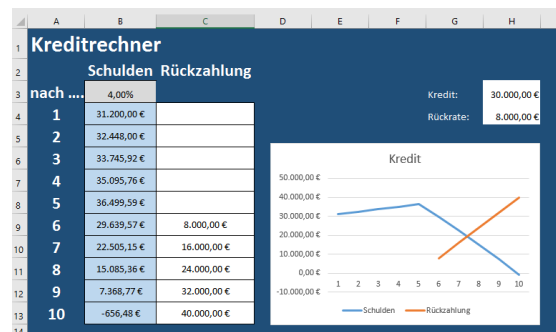 A B C D E F G H
1 Kreditrechner
2 Schulden Rückzahlung
3 nach .... 4,00% Kredit: 30.000,00 €
4 1 31.200,00 € Rückrate: 8.000,00 €
5 2 32.448,00 €
6 3 33.745,92 €
7 4 35.095,76 €
8 5 36.499,59 €
9 6 29.639,57 € 8.000,00 €
10 7 22.505,15 € 16.000,00 €
11 8 15.085,36 € 24.000,00 €
12 9 7.368,77 € 32.000,00 €
13 10 -656,48 € 40.000,00 €
Kredit
50.000,00 €
40.000,00 €
30.000,00 €
20.000,00 €
10.000,00 €
0,00 €
-10.000,00 €
1 2 3 4 5 6 7 8 9 10
Schulden Rückzahlung